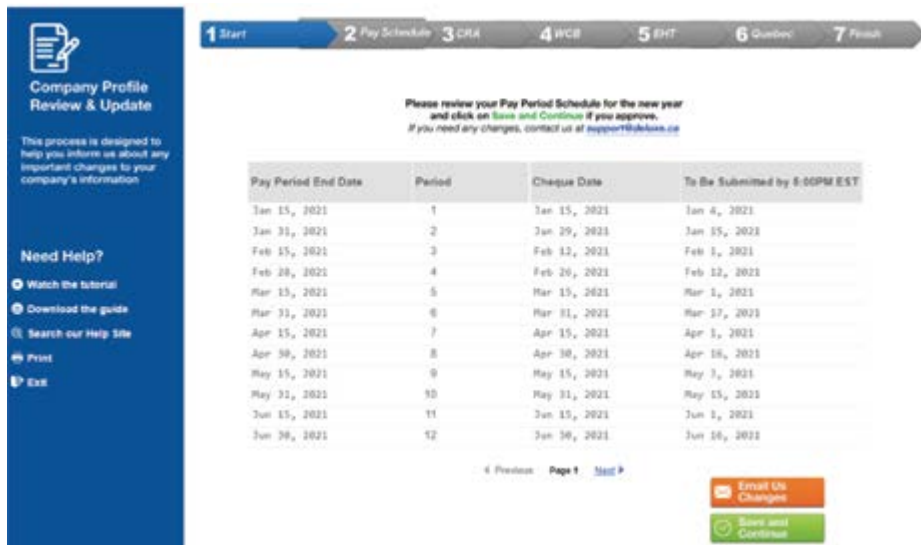 1 Start 2 Pay Schedule 3 CRA 4 WCB 5 EHT 6 Quebec 7 Finish
Company Profile
Review & Update
This process is designed to
help you inform us about any
important changes to your
company's information
Need Help?
Watch the tutorial
Download the guide
Search our Help Site
Print
Exit
Please review your Pay Period Schedule for the new year
and click on Save and Continue if you approve.
If you need any changes, contact us at support@deluxe.ca
Pay Period End Date Period Cheque Date To Be Submitted by 8:00PM EST
Jan 15, 2021 1 Jan 15, 2021 Jan 4, 2021
Jan 31, 2021 2 Jan 29, 2021 Jan 15, 2021
Feb 15, 2021 3 Feb 12, 2021 Feb 1, 2021
Feb 28, 2021 4 Feb 26, 2021 Feb 12, 2021
Mar 15, 2021 5 Mar 15, 2021 Mar 1, 2021
Mar 31, 2021 6 Mar 31, 2021 Mar 17, 2021
Apr 15, 2021 7 Apr 15, 2021 Apr 1, 2021
Apr 30, 2021 8 Apr 30, 2021 Apr 16, 2021
May 15, 2021 9 May 15, 2021 May 3, 2021
May 31, 2021 10 May 31, 2021 May 15, 2021
Jun 15, 2021 11 Jun 15, 2021 Jun 1, 2021
Jun 30, 2021 12 Jun 30, 2021 Jun 16, 2021
Previous Page 1 Next
Email Us
Changes
Save and
Continue